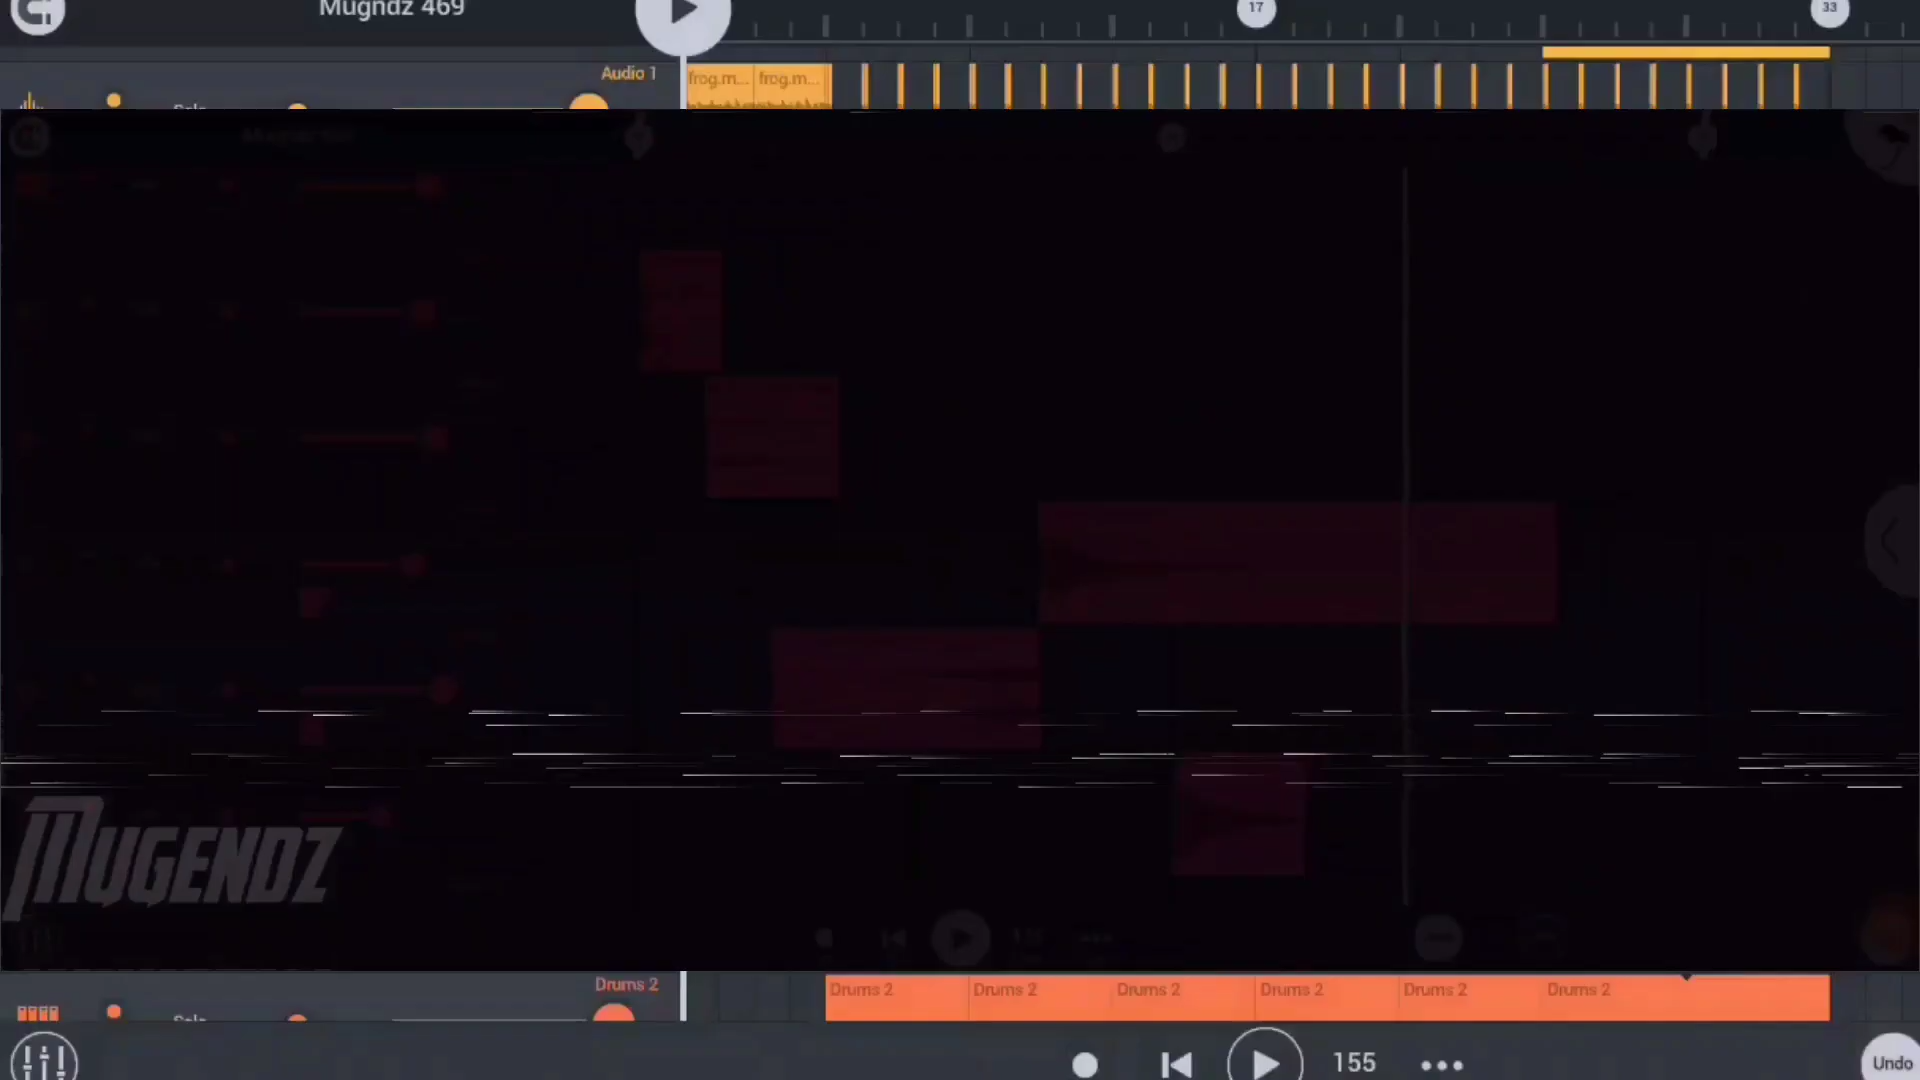 Mugndz 469
17
33
Audio 1
frog.m... frog.m...
Solo
MUGENDZ
Drums 2
Drums 2 Drums 2 Drums 2 Drums 2 Drums 2 Drums 2
155
Undo